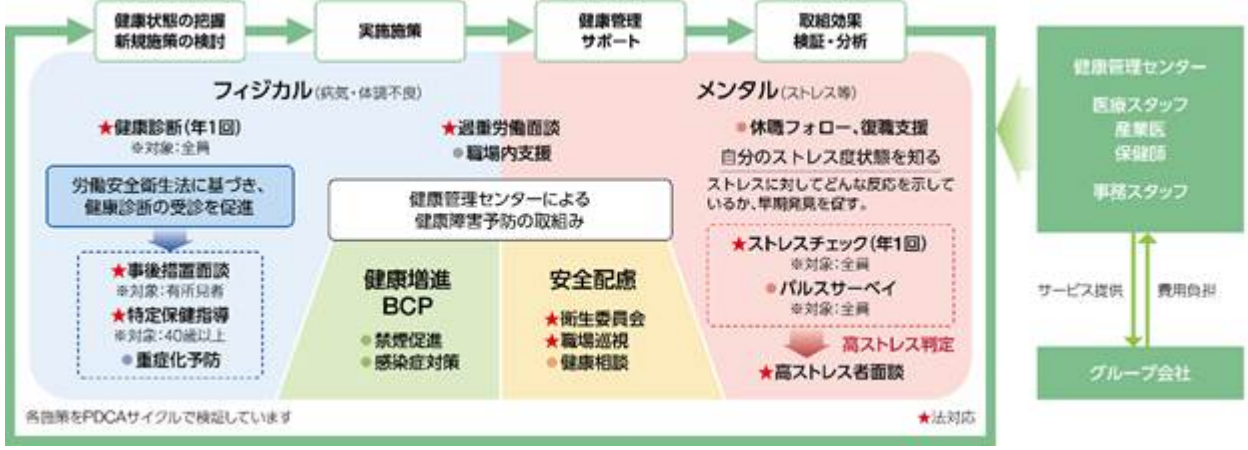 健康状態の把握
新規施策の検討
実施施策
健康管理
サポート
取組効果
検証・分析
フィジカル(病気・体調不良)
メンタル(ストレス等)
★健康診断(年1回)
※対象:全員
労働安全衛生法に基づき、
健康診断の受診を促進
★事後措置面談
※対象:有所見者
★特定保健指導
※対象:40歳以上
●重症化予防
★過重労働面談
●職場内支援
健康管理センターによる
健康障害予防の取組み
健康増進
BCP
●禁煙促進
●感染症対策
安全配慮
★衛生委員会
★職場巡視
●健康相談
●休職フォロー、復職支援
自分のストレス度状態を知る
ストレスに対してどんな反応を示して
いるか、早期発見を促す。
★ストレスチェック(年1回)
※対象:全員
●パルスサーベイ
※対象:全員
高ストレス判定
★高ストレス者面談
各施策をPDCAサイクルで検証しています
★法対応
健康管理センター
医療スタッフ
産業医
保健師
事務スタッフ
サービス提供
費用負担
グループ会社